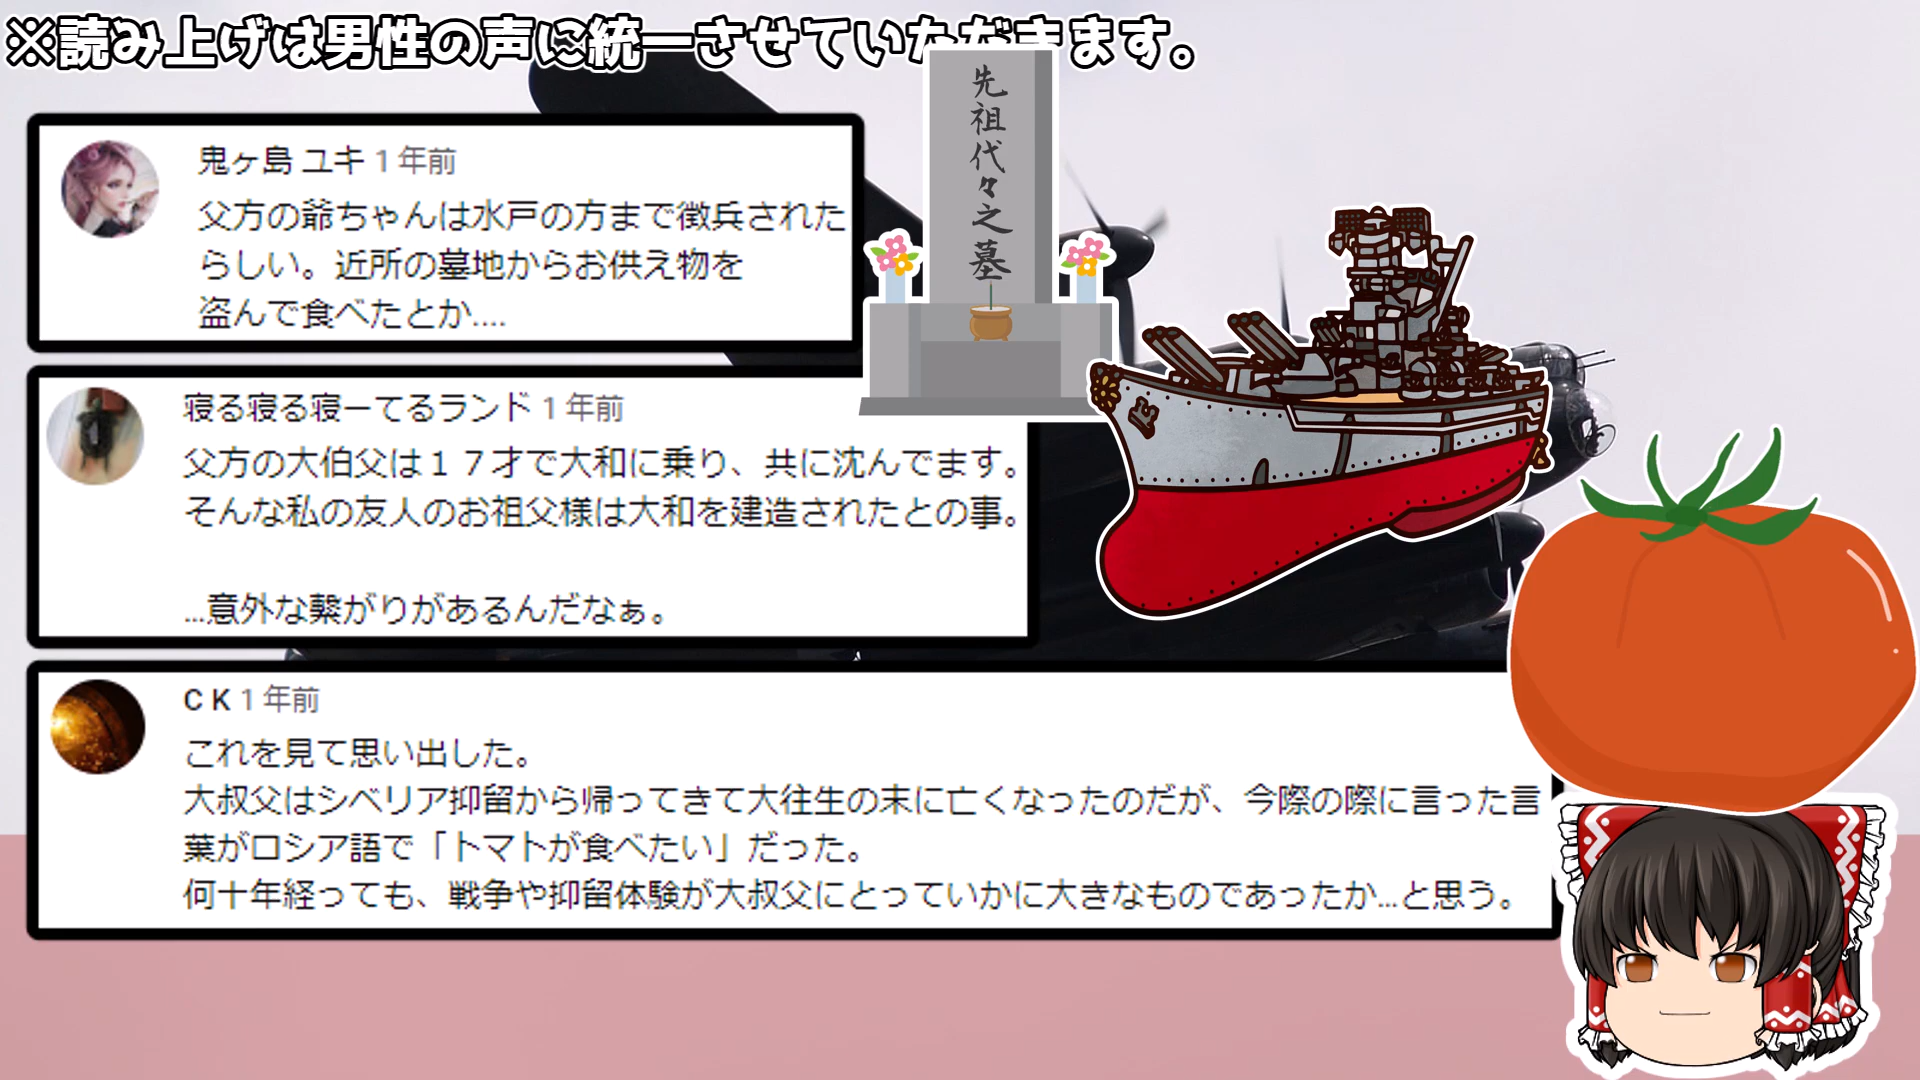 ※読み上げは男性の声に統一させていただきます。
先祖代々之墓
鬼ヶ島 ユキ 1 年前
父方の爺ちゃんは水戸の方まで徴兵された
らしい。近所の墓地からお供え物を
盗んで食べたとか....
寝る寝る寝ーてるランド 1 年前
父方の大伯父は１７才で大和に乗り、共に沈んでます。
そんな私の友人のお祖父様は大和を建造されたとの事。
...意外な繋がりがあるんだなぁ。
C K 1 年前
これを見て思い出した。
大叔父はシベリア抑留から帰ってきて大往生の末に亡くなったのだが、今際の際に言った言
葉がロシア語で「トマトが食べたい」だった。
何十年経っても、戦争や抑留体験が大叔父にとっていかに大きなものであったか...と思う。